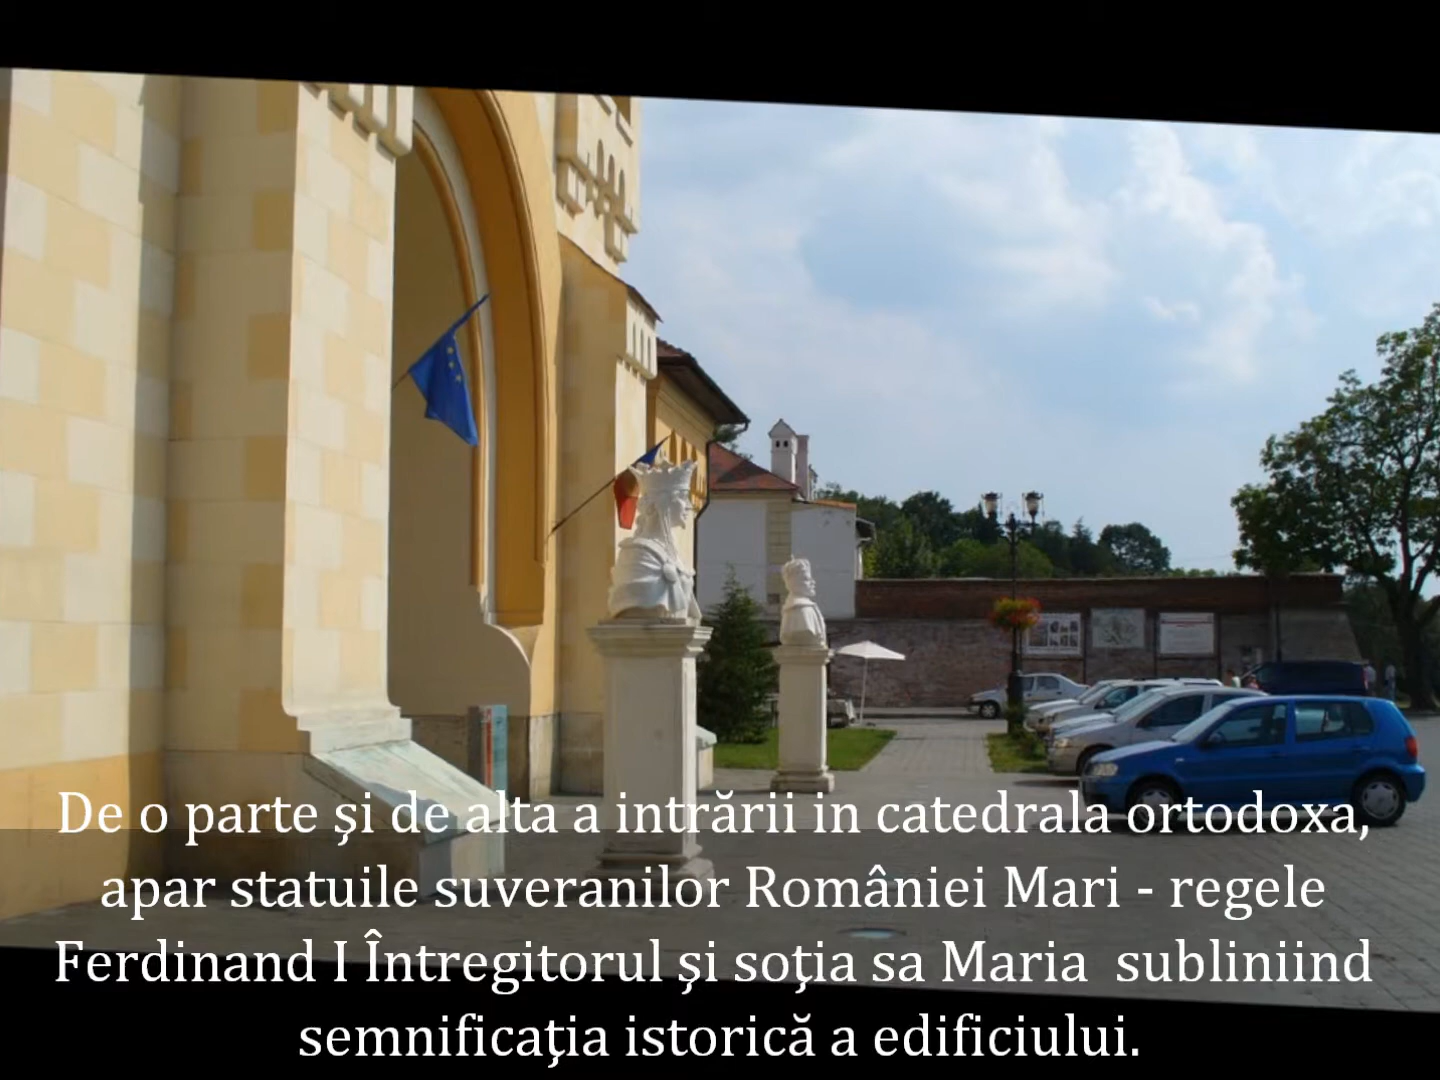 De o parte şi de alta a intrării in catedrala ortodoxa,
apar statuile suveranilor României Mari - regele
Ferdinand I Întregitorul şi soţia sa Maria  subliniind
semnificaţia istorică a edificiului.